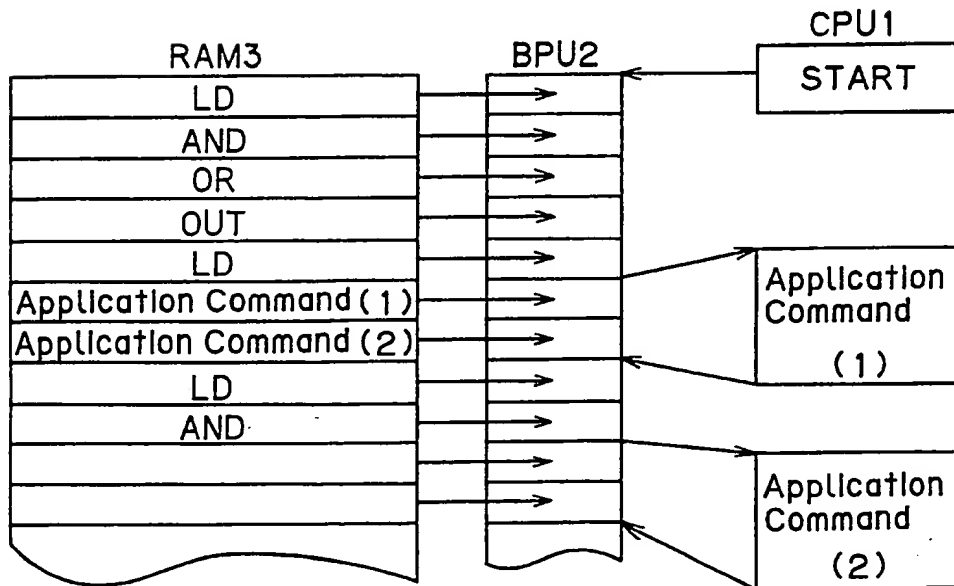 CPU1
RAM3
BPU2
START
LD
AND
OR
OUT
LD
Application Command (1)
Application Command (2)
LD
AND
Application
Command
(1)
Application
Command
(2)